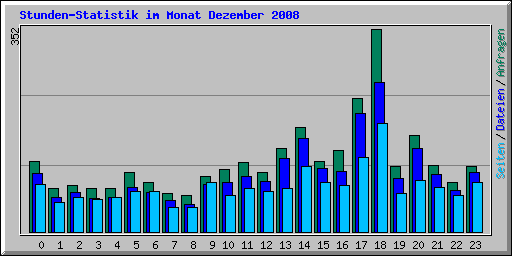 Stunden-Statistik im Monat Dezember 2008
352
Seiten / Dateien / Anfragen
0 1 2 3 4 5 6 7 8 9 10 11 12 13 14 15 16 17 18 19 20 21 22 23